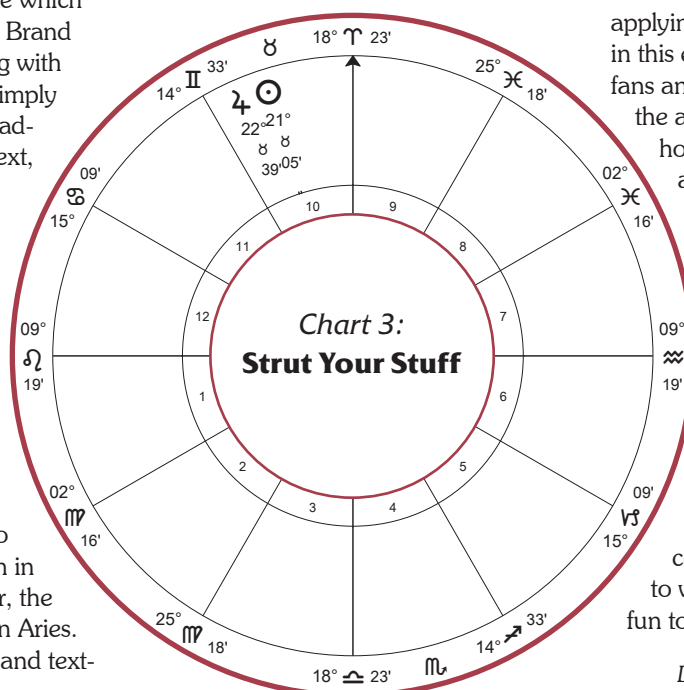 e which
Brand
g with
imply
ad-
ext,
n in
r, the
n Aries.
and text-
♉
18° ♈ 23'
25° ♓ 18'
02° ♓ 16'
09° ♒ 19'
09' ♑ 15°
14° ♐ 33'
♏
18° ♎ 23'
25° ♍ 18'
02° ♍ 16'
09° ♌ 19'
09' ♋ 15°
14° ♊ 33'
♃ ☉
22° 21°
♉ ♉
39' 05'
10
9
8
7
6
5
4
3
2
1
12
11
Chart 3:
Strut Your Stuff
applyin
in this e
fans an
the a
ho
a
c
to
fun to